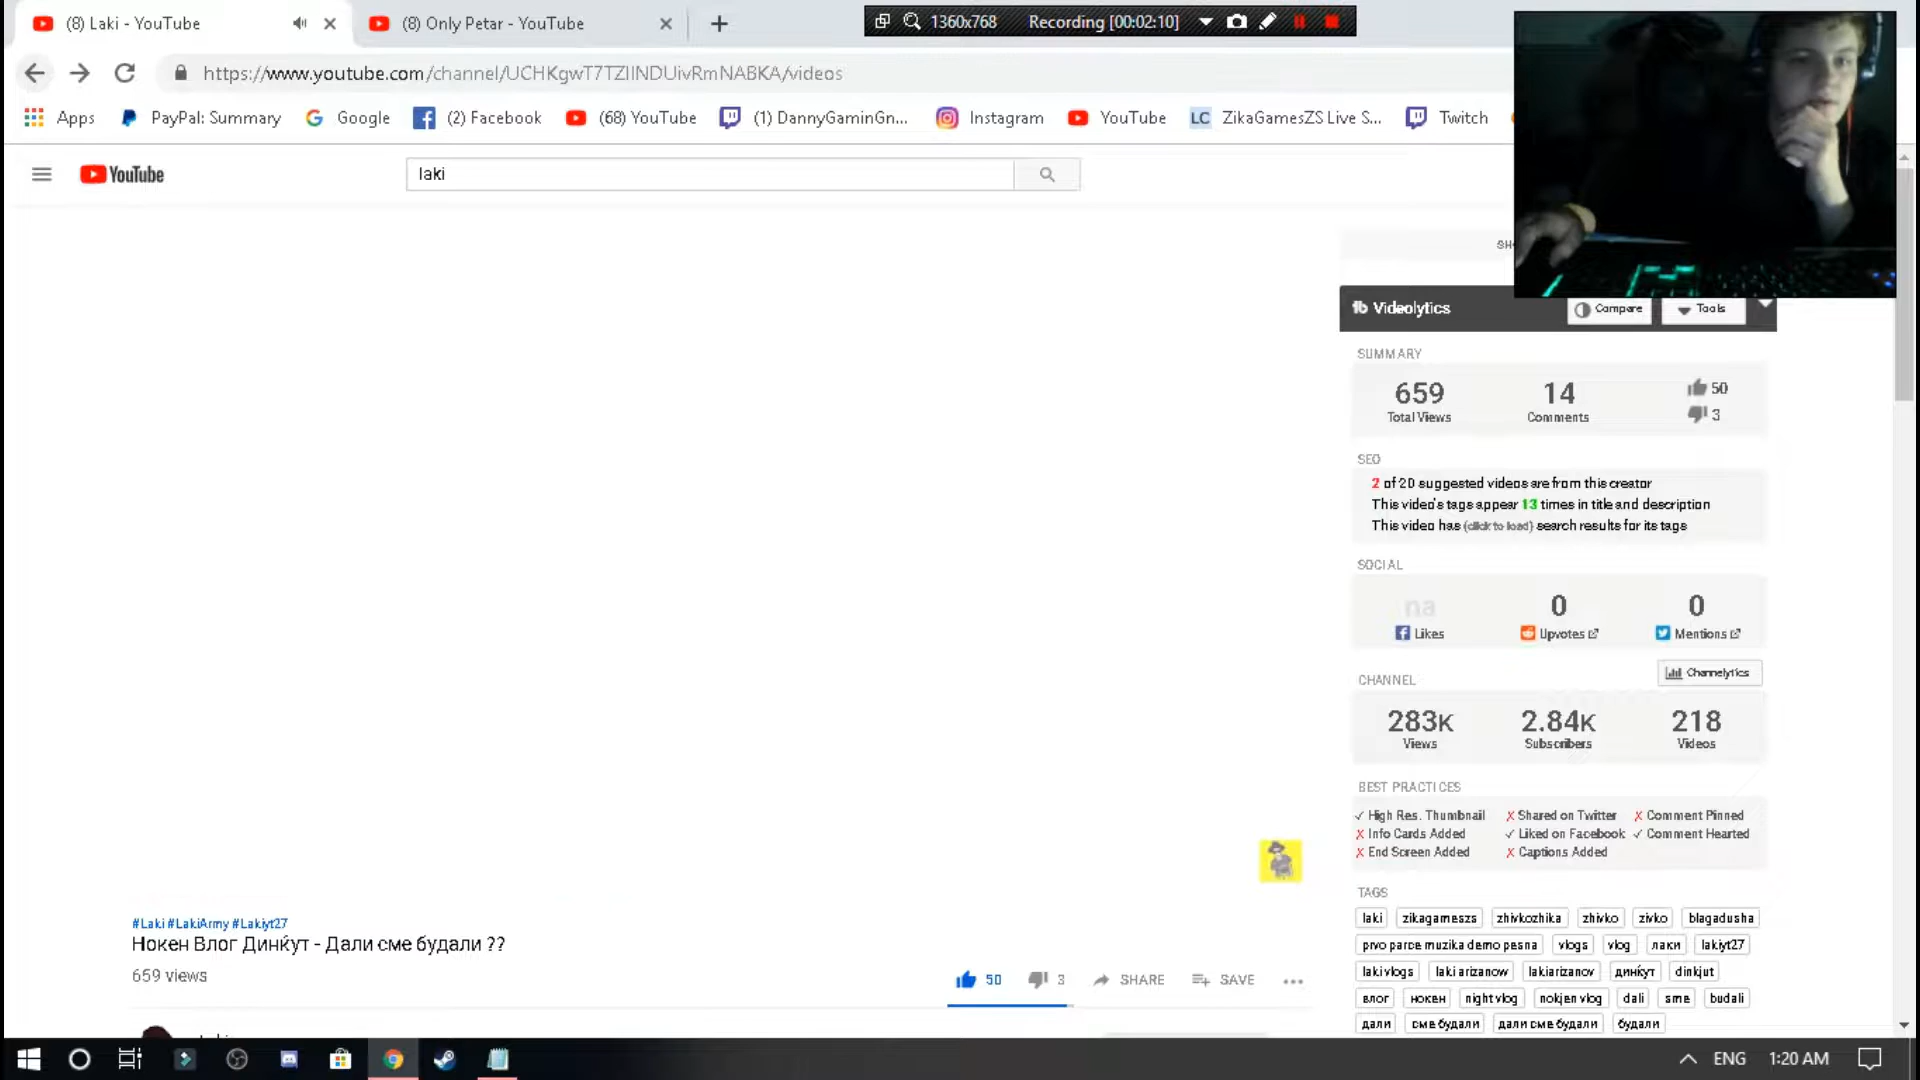 (8) Laki - YouTube
(8) Only Petar - YouTube
1360x768
Recording [00:02:10]
https://www.youtube.com/channel/UCHKgwT7TZIINDUivRmNABKA/videos
Apps
PayPal: Summary
Google
(2) Facebook
(68) YouTube
(1) DannyGaminGn...
Instagram
YouTube
LC ZikaGamesZS Live S...
Twitch
YouTube
laki
tb Videolytics
Compare
Tools
SUMMARY
659
14
50
3
Total Views
Comments
SEO
2 of 20 suggested videos are from this creator
This video's tags appear 13 times in title and description
This video has (click to load) search results for its tags
SOCIAL
na
0
0
Likes
Upvotes
Mentions
Channelytics
CHANNEL
283K
2.84K
218
Views
Subscribers
Videos
BEST PRACTICES
✓ High Res. Thumbnail
✗ Shared on Twitter
✗ Comment Pinned
✗ Info Cards Added
✓ Liked on Facebook
✓ Comment Hearted
✗ End Screen Added
✗ Captions Added
TAGS
laki
zikagameszs
zhivkozhika
zhivko
zivko
blagadusha
prvo parce muzika demo pesna
vlogs
vlog
лаки
lakiyt27
laki vlogs
laki arizanow
lakiarizanov
динќут
dinkjut
влог
нокен
night vlog
nokjen vlog
dali
sme
budali
дали
сме будали
дали сме будали
будали
#Laki #LakiArmy #Lakiyt27
Нокен Влог Динќут - Дали сме будали ??
659 views
50
3
SHARE
SAVE
ENG
1:20 AM